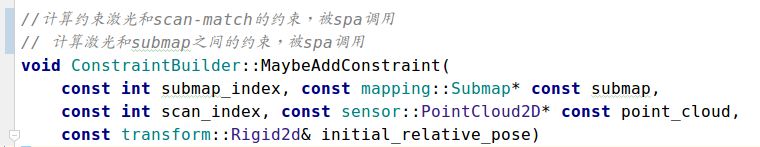 //计算约束激光和scan-match的约束，被spa调用
// 计算激光和submap之间的约束，被spa调用
void ConstraintBuilder::MaybeAddConstraint(
const int submap_index, const mapping::Submap* const submap,
const int scan_index, const sensor::PointCloud2D* const point_cloud,
const transform::Rigid2d& initial_relative_pose)